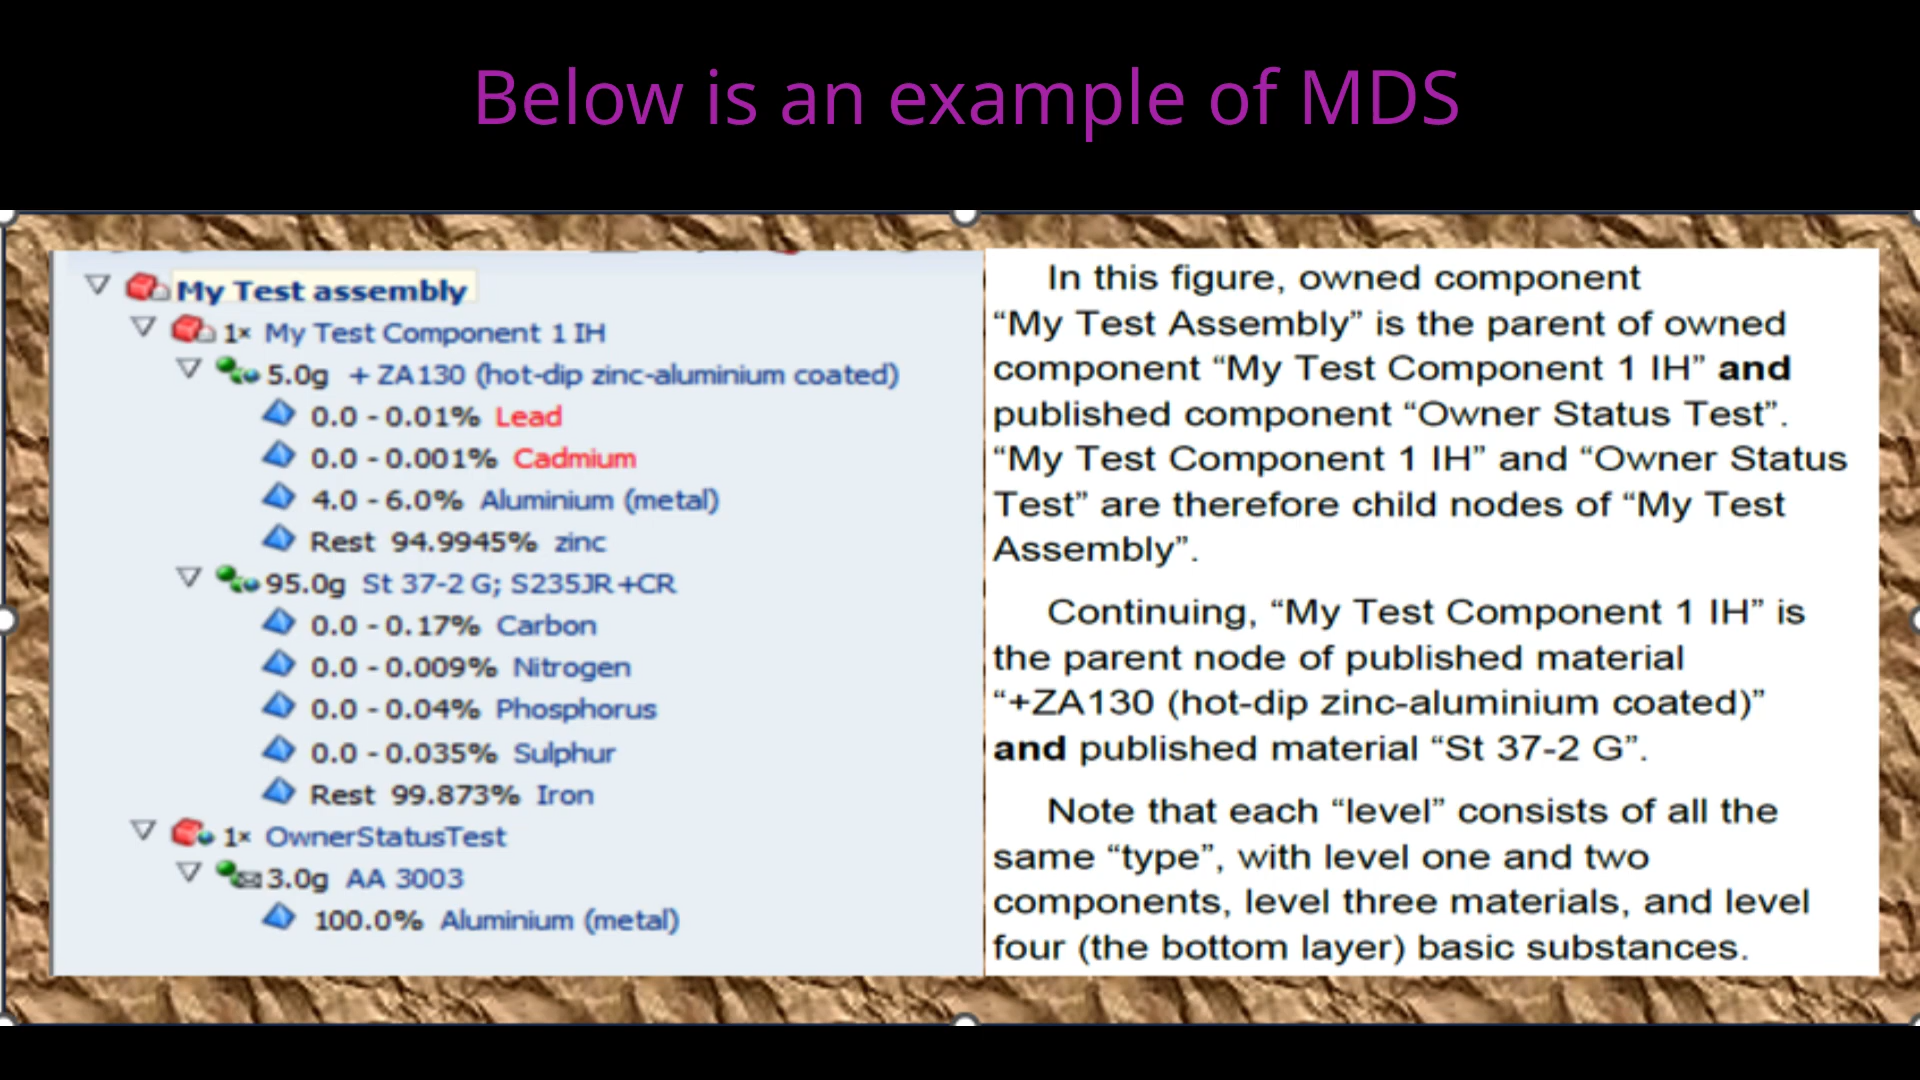 Below is an example of MDS
My Test assembly
1× My Test Component 1 IH
5.0g + ZA130 (hot-dip zinc-aluminium coated)
0.0 - 0.01% Lead
0.0 - 0.001% Cadmium
4.0 - 6.0% Aluminium (metal)
Rest 94.9945% zinc
95.0g St 37-2 G; S235JR+CR
0.0 - 0.17% Carbon
0.0 - 0.009% Nitrogen
0.0 - 0.04% Phosphorus
0.0 - 0.035% Sulphur
Rest 99.873% Iron
1× OwnerStatusTest
3.0g AA 3003
100.0% Aluminium (metal)
In this figure, owned component
“My Test Assembly” is the parent of owned
component “My Test Component 1 IH” and
published component “Owner Status Test”.
“My Test Component 1 IH” and “Owner Status
Test” are therefore child nodes of “My Test
Assembly”.
Continuing, “My Test Component 1 IH” is
the parent node of published material
“+ZA130 (hot-dip zinc-aluminium coated)”
and published material “St 37-2 G”.
Note that each “level” consists of all the
same “type”, with level one and two
components, level three materials, and level
four (the bottom layer) basic substances.